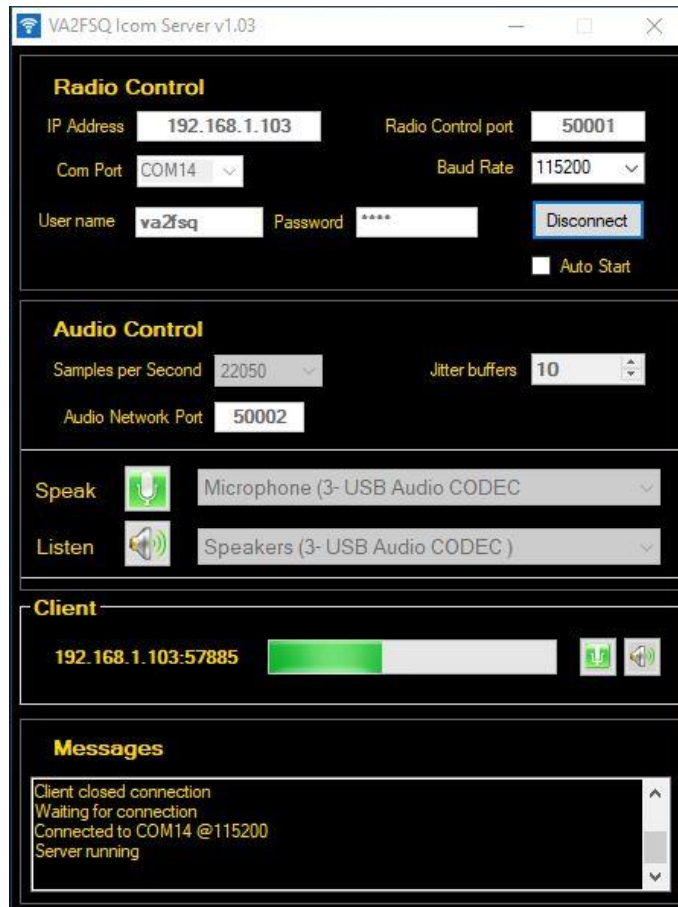 VA2FSQ Icom Server v1.03
Radio Control
IP Address 192.168.1.103 Radio Control port 50001
Com Port COM14 Baud Rate 115200
User name va2fsq Password **** Disconnect
Auto Start
Audio Control
Samples per Second 22050 Jitter buffers 10
Audio Network Port 50002
Speak Microphone (3- USB Audio CODEC
Listen Speakers (3- USB Audio CODEC )
Client
192.168.1.103:57885
Messages
Client closed connection
Waiting for connection
Connected to COM14 @115200
Server running